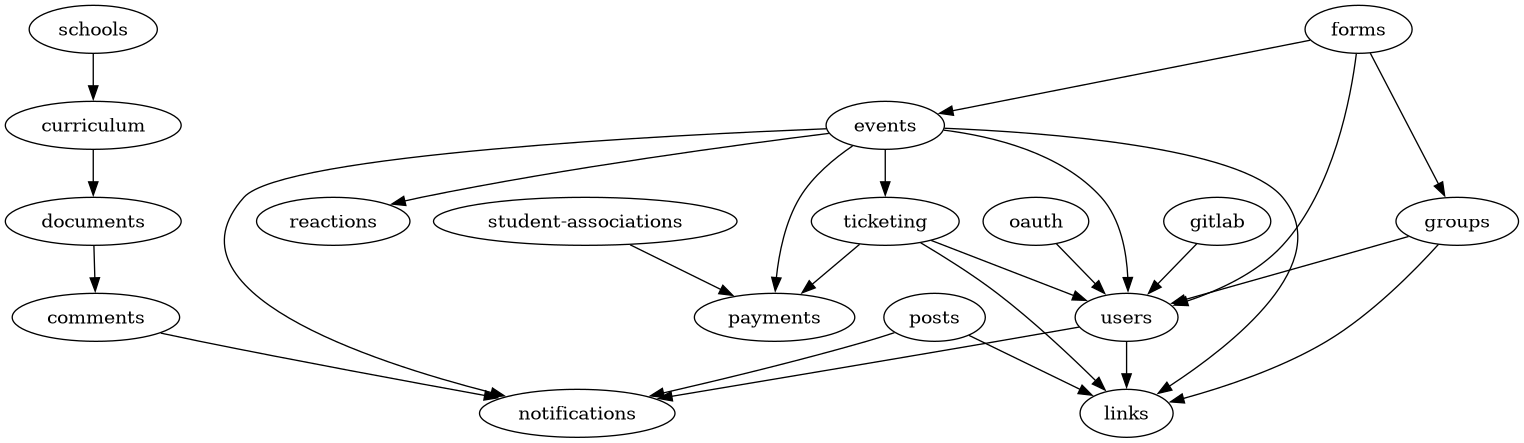 schools
forms
curriculum
events
documents
reactions
student-associations
ticketing
oauth
gitlab
groups
comments
payments
posts
users
notifications
links